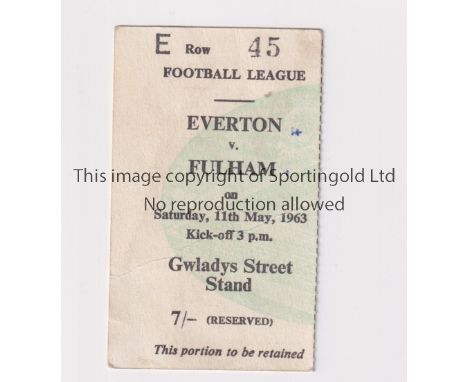 E Row 45
FOOTBALL LEAGUE
EVERTON
v.
FULHAM
This image copyright of Sportingold Ltd
on
No reproduction allowed
Saturday, 11th May, 1963
Kick-off 3 p.m.
Gwladys Street
Stand
7/- (RESERVED)
This portion to be retained